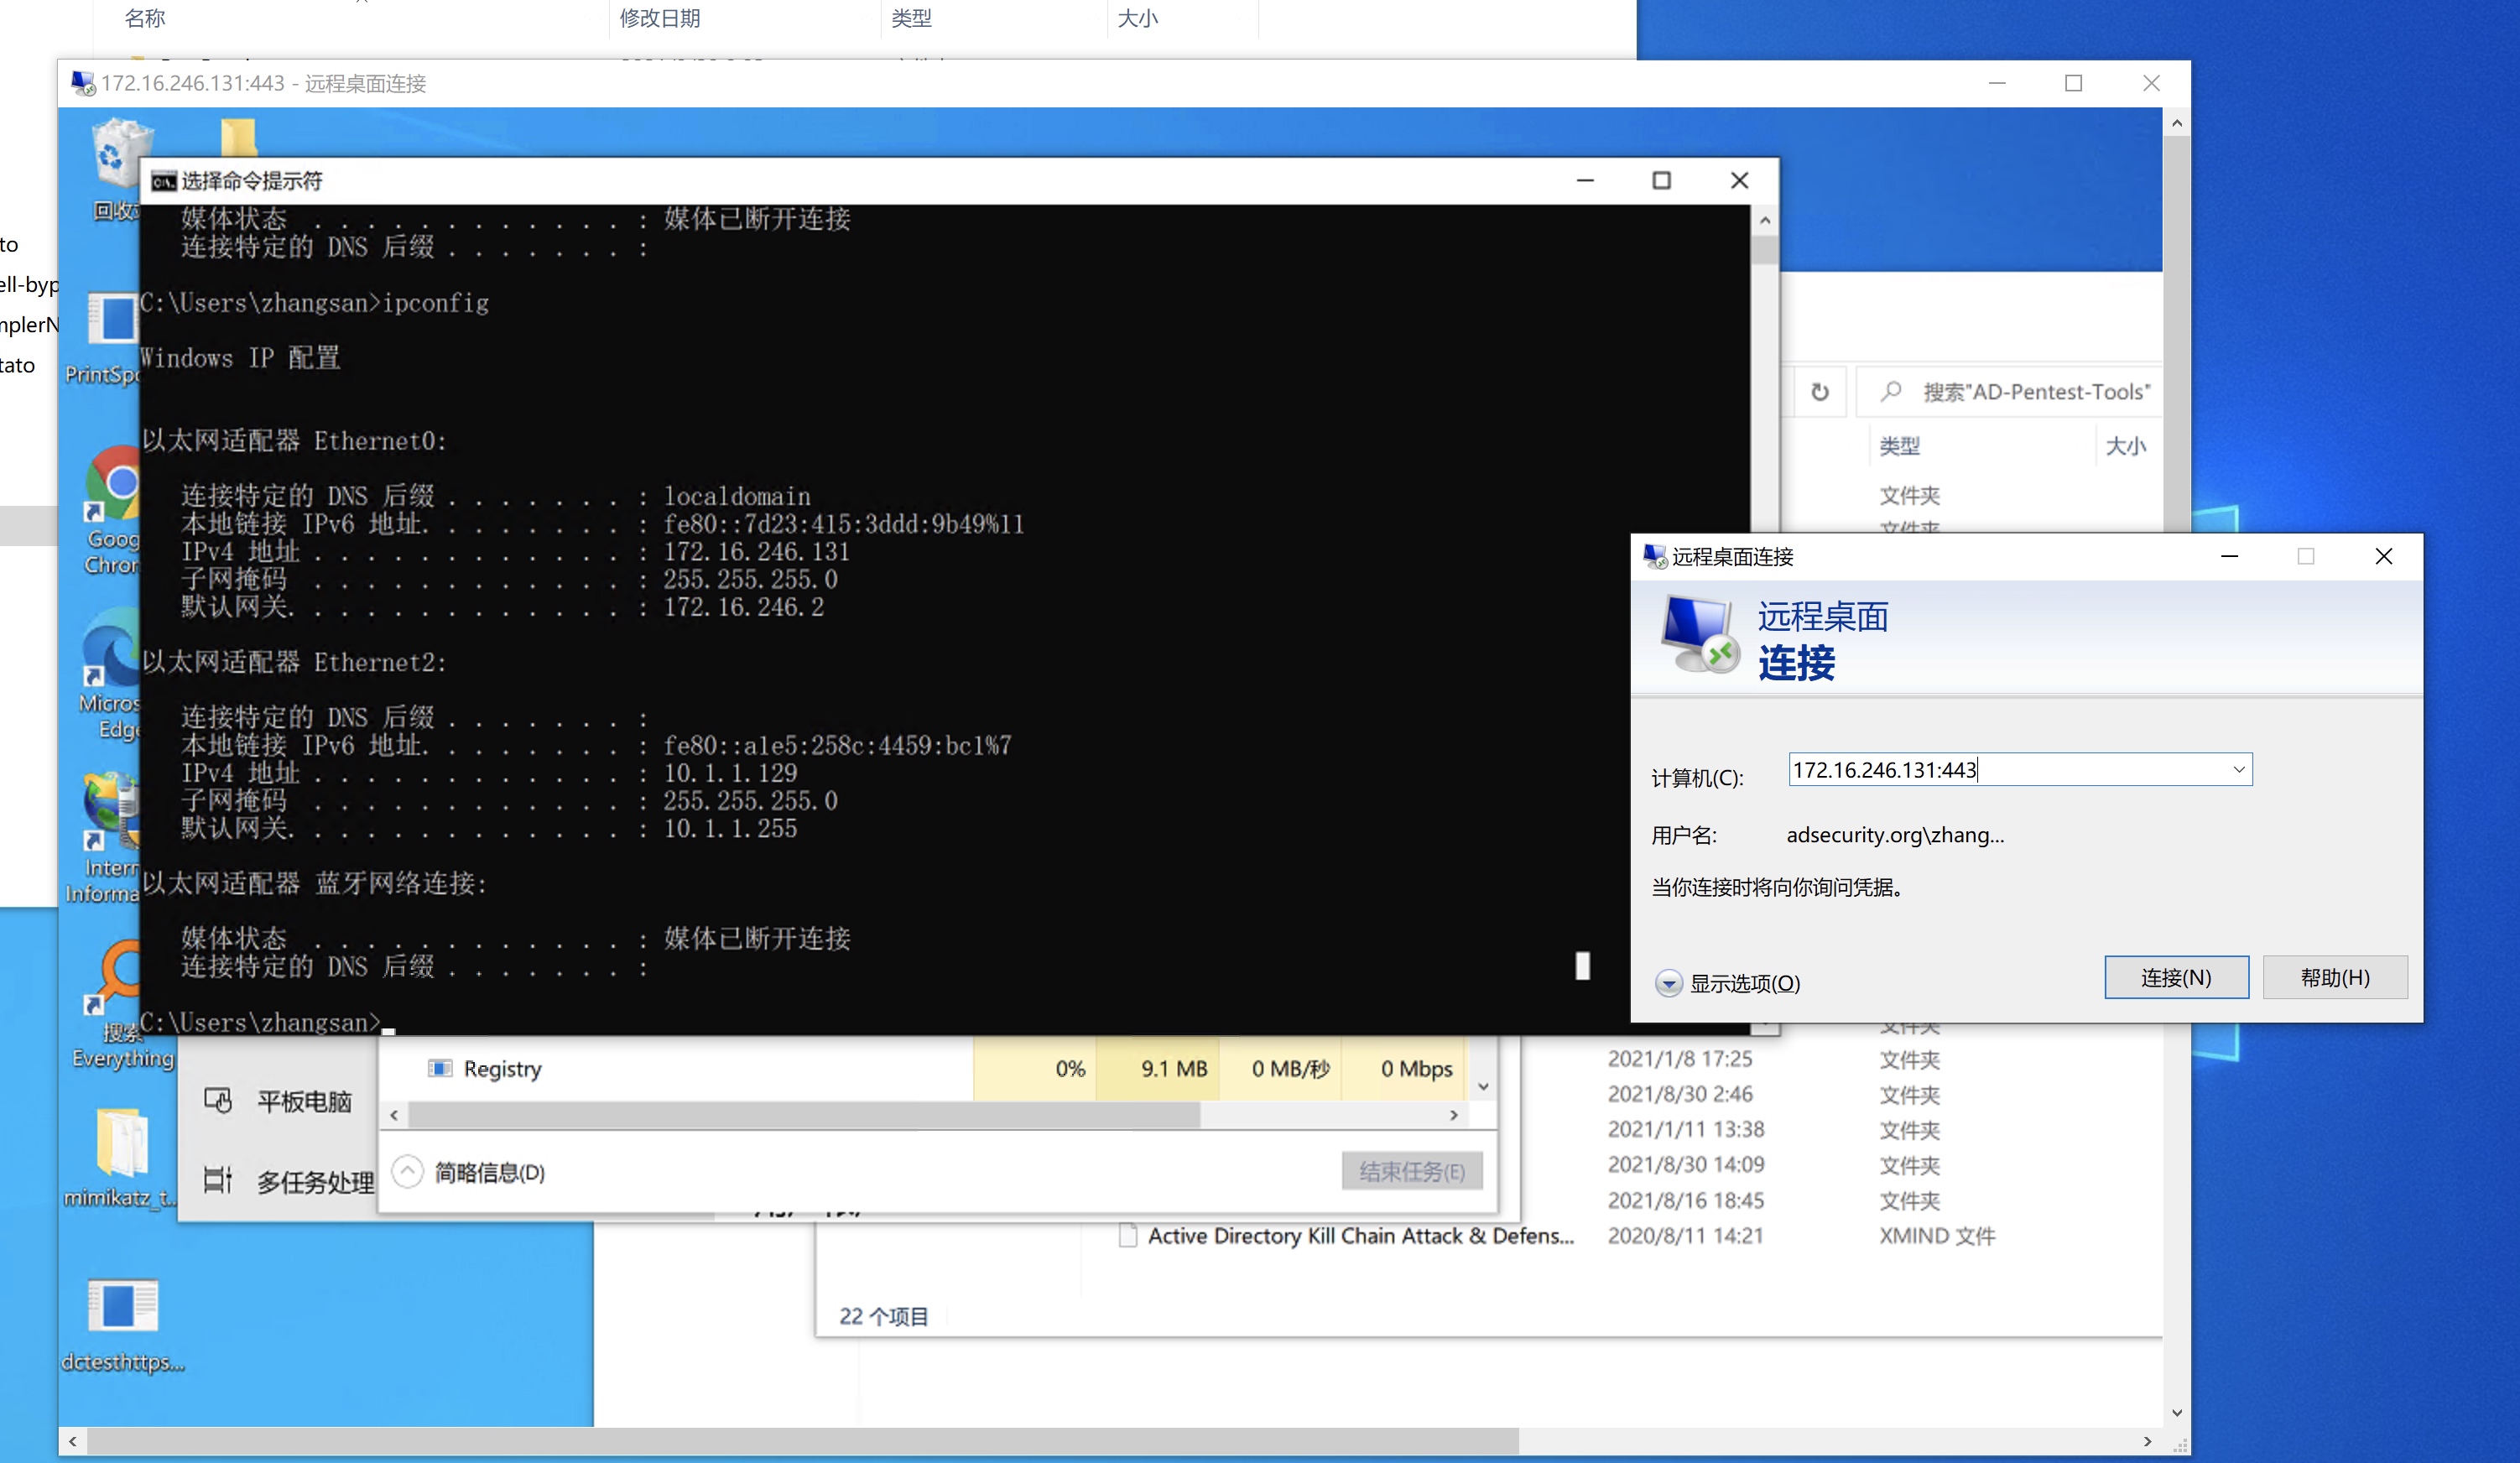 名称 修改日期 类型 大小
172.16.246.131:443 - 远程桌面连接
选择命令提示符
媒体状态 . . . . . . . . . . . . : 媒体已断开连接
连接特定的 DNS 后缀 . . . . . . . :
C:\Users\zhangsan>ipconfig
Windows IP 配置
以太网适配器 Ethernet0:
连接特定的 DNS 后缀 . . . . . . . : localdomain
本地链接 IPv6 地址. . . . . . . . : fe80::7d23:415:3ddd:9b49%11
IPv4 地址 . . . . . . . . . . . . : 172.16.246.131
子网掩码 . . . . . . . . . . . . : 255.255.255.0
默认网关. . . . . . . . . . . . . : 172.16.246.2
以太网适配器 Ethernet2:
连接特定的 DNS 后缀 . . . . . . . :
本地链接 IPv6 地址. . . . . . . . : fe80::a1e5:258c:4459:bc1%7
IPv4 地址 . . . . . . . . . . . . : 10.1.1.129
子网掩码 . . . . . . . . . . . . : 255.255.255.0
默认网关. . . . . . . . . . . . . : 10.1.1.255
以太网适配器 蓝牙网络连接:
媒体状态 . . . . . . . . . . . . : 媒体已断开连接
连接特定的 DNS 后缀 . . . . . . . :
C:\Users\zhangsan>
to
ell-byp
mplerN
tato
回收
PrintSpo
Goog
Chror
Micros
Edge
Intern
Informa
搜索
Everything
mimikatz_t...
dctesthttps...
搜索"AD-Pentest-Tools"
类型 大小
文件夹
文件夹
远程桌面连接
远程桌面
连接
计算机(C): 172.16.246.131:443
用户名: adsecurity.org\zhang...
当你连接时将向你询问凭据。
显示选项(O) 连接(N) 帮助(H)
平板电脑
多任务处理
Registry 0% 9.1 MB 0 MB/秒 0 Mbps
简略信息(D) 结束任务(E)
文件夹
2021/1/8 17:25 文件夹
2021/8/30 2:46 文件夹
2021/1/11 13:38 文件夹
2021/8/30 14:09 文件夹
2021/8/16 18:45 文件夹
Active Directory Kill Chain Attack & Defens... 2020/8/11 14:21 XMIND 文件
22 个项目